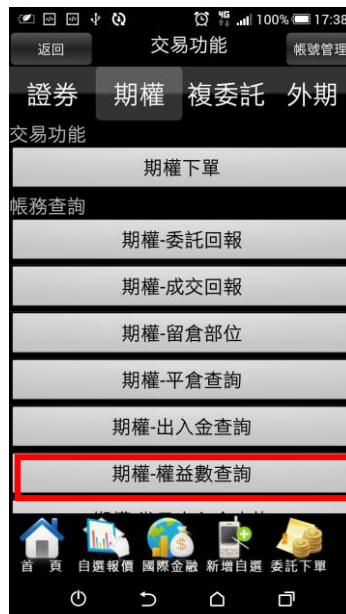 4G 100% 17:38
返回 交易功能 帳號管理
證券 期權 複委託 外期
交易功能
期權下單
帳務查詢
期權-委託回報
期權-成交回報
期權-留倉部位
期權-平倉查詢
期權-出入金查詢
期權-權益數查詢
首 頁 自選報價 國際金融 新增自選 委託下單